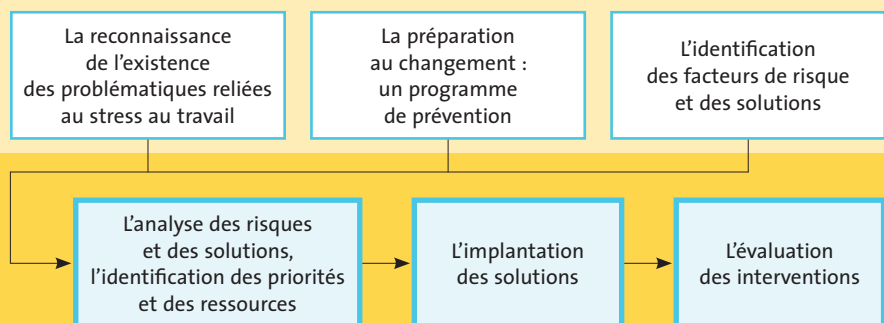 La reconnaissance
de l’existence
des problématiques reliées
au stress au travail
La préparation
au changement :
un programme
de prévention
L’identification
des facteurs de risque
et des solutions
L’analyse des risques
et des solutions,
l’identification des priorités
et des ressources
L’implantation
des solutions
L’évaluation
des interventions